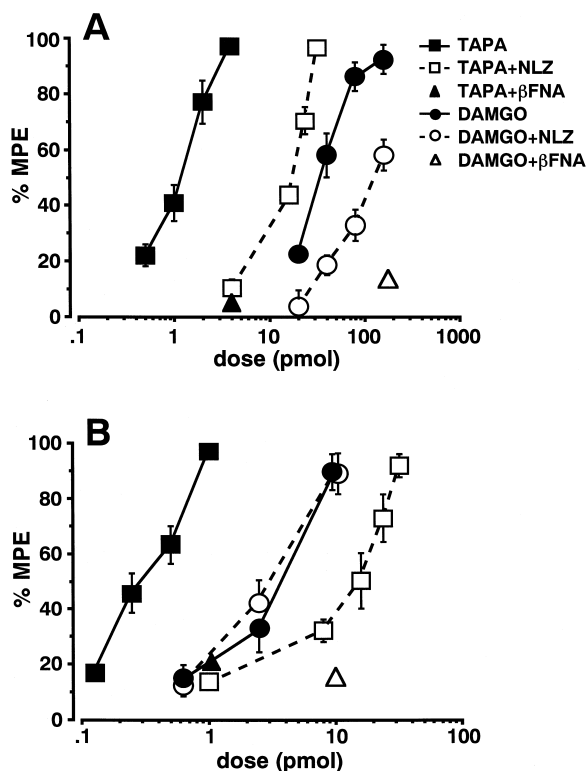 A
100
80
60
40
20
0
% MPE
.1 1 10 100 1000
dose (pmol)
TAPA
TAPA+NLZ
TAPA+βFNA
DAMGO
DAMGO+NLZ
DAMGO+βFNA
B
100
80
60
40
20
0
% MPE
.1 1 10 100
dose (pmol)